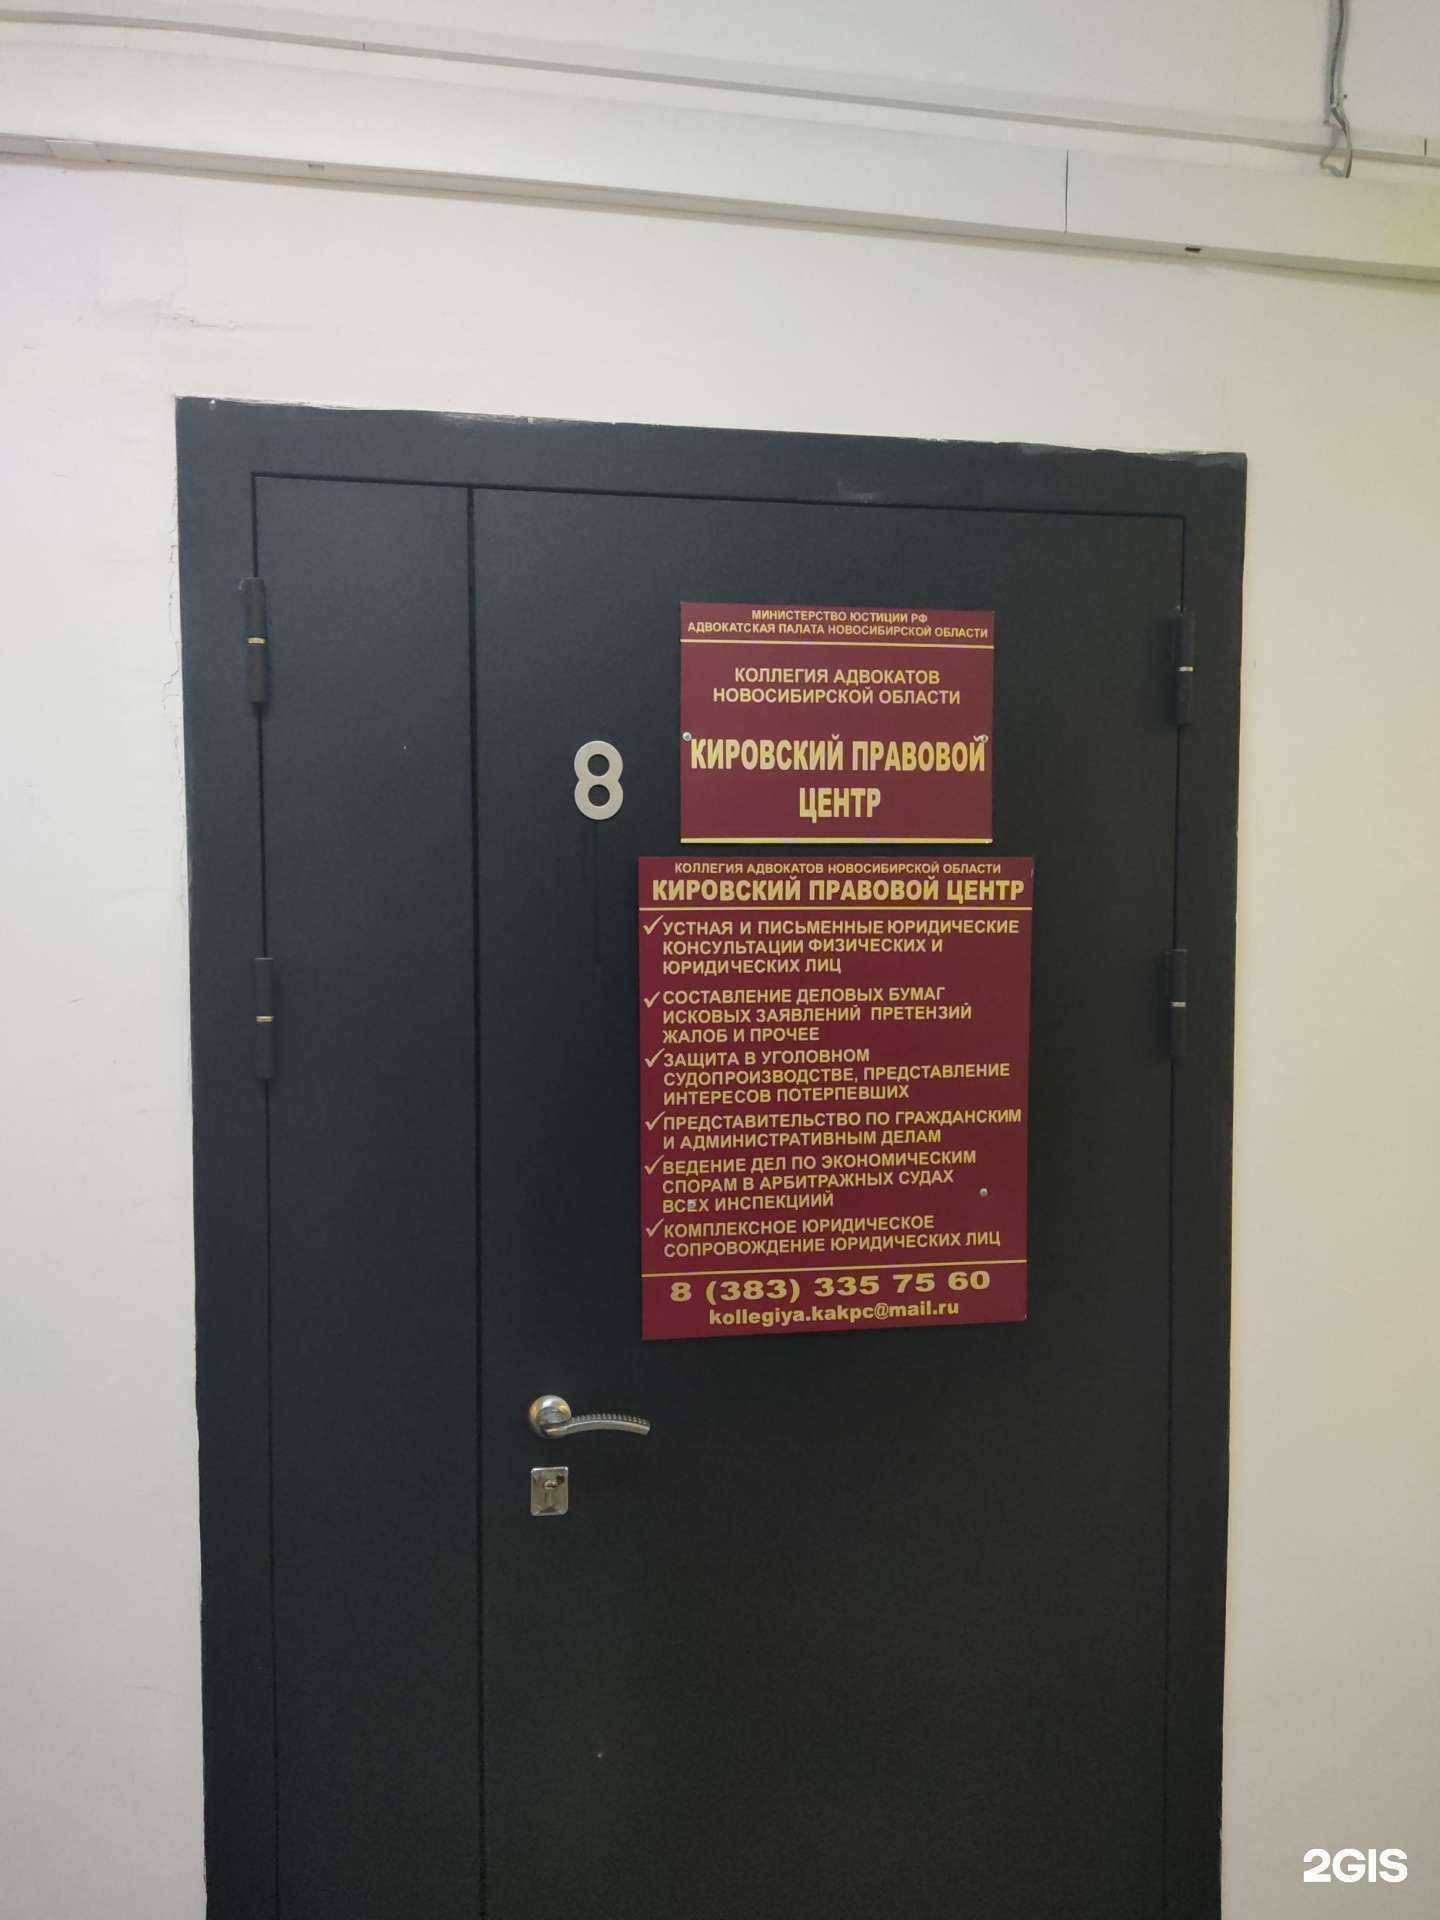 МИНИСТЕРСТВО ЮСТИЦИИ РФ
АДВОКАТСКАЯ ПАЛАТА НОВОСИБИРСКОЙ ОБЛАСТИ
КОЛЛЕГИЯ АДВОКАТОВ
НОВОСИБИРСКОЙ ОБЛАСТИ
КИРОВСКИЙ ПРАВОВОЙ
ЦЕНТР
8
КОЛЛЕГИЯ АДВОКАТОВ НОВОСИБИРСКОЙ ОБЛАСТИ
КИРОВСКИЙ ПРАВОВОЙ ЦЕНТР
✓УСТНАЯ И ПИСЬМЕННЫЕ ЮРИДИЧЕСКИЕ
КОНСУЛЬТАЦИИ ФИЗИЧЕСКИХ И
ЮРИДИЧЕСКИХ ЛИЦ
✓СОСТАВЛЕНИЕ ДЕЛОВЫХ БУМАГ
ИСКОВЫХ ЗАЯВЛЕНИЙ ПРЕТЕНЗИЙ
ЖАЛОБ И ПРОЧЕЕ
✓ЗАЩИТА В УГОЛОВНОМ
СУДОПРОИЗВОДСТВЕ, ПРЕДСТАВЛЕНИЕ
ИНТЕРЕСОВ ПОТЕРПЕВШИХ
✓ПРЕДСТАВИТЕЛЬСТВО ПО ГРАЖДАНСКИМ
И АДМИНИСТРАТИВНЫМ ДЕЛАМ
✓ВЕДЕНИЕ ДЕЛ ПО ЭКОНОМИЧЕСКИМ
СПОРАМ В АРБИТРАЖНЫХ СУДАХ
ВСЕХ ИНСПЕКЦИИЙ
✓КОМПЛЕКСНОЕ ЮРИДИЧЕСКОЕ
СОПРОВОЖДЕНИЕ ЮРИДИЧЕСКИХ ЛИЦ
8 (383) 335 75 60
kollegiya.kakpc@mail.ru
2GIS